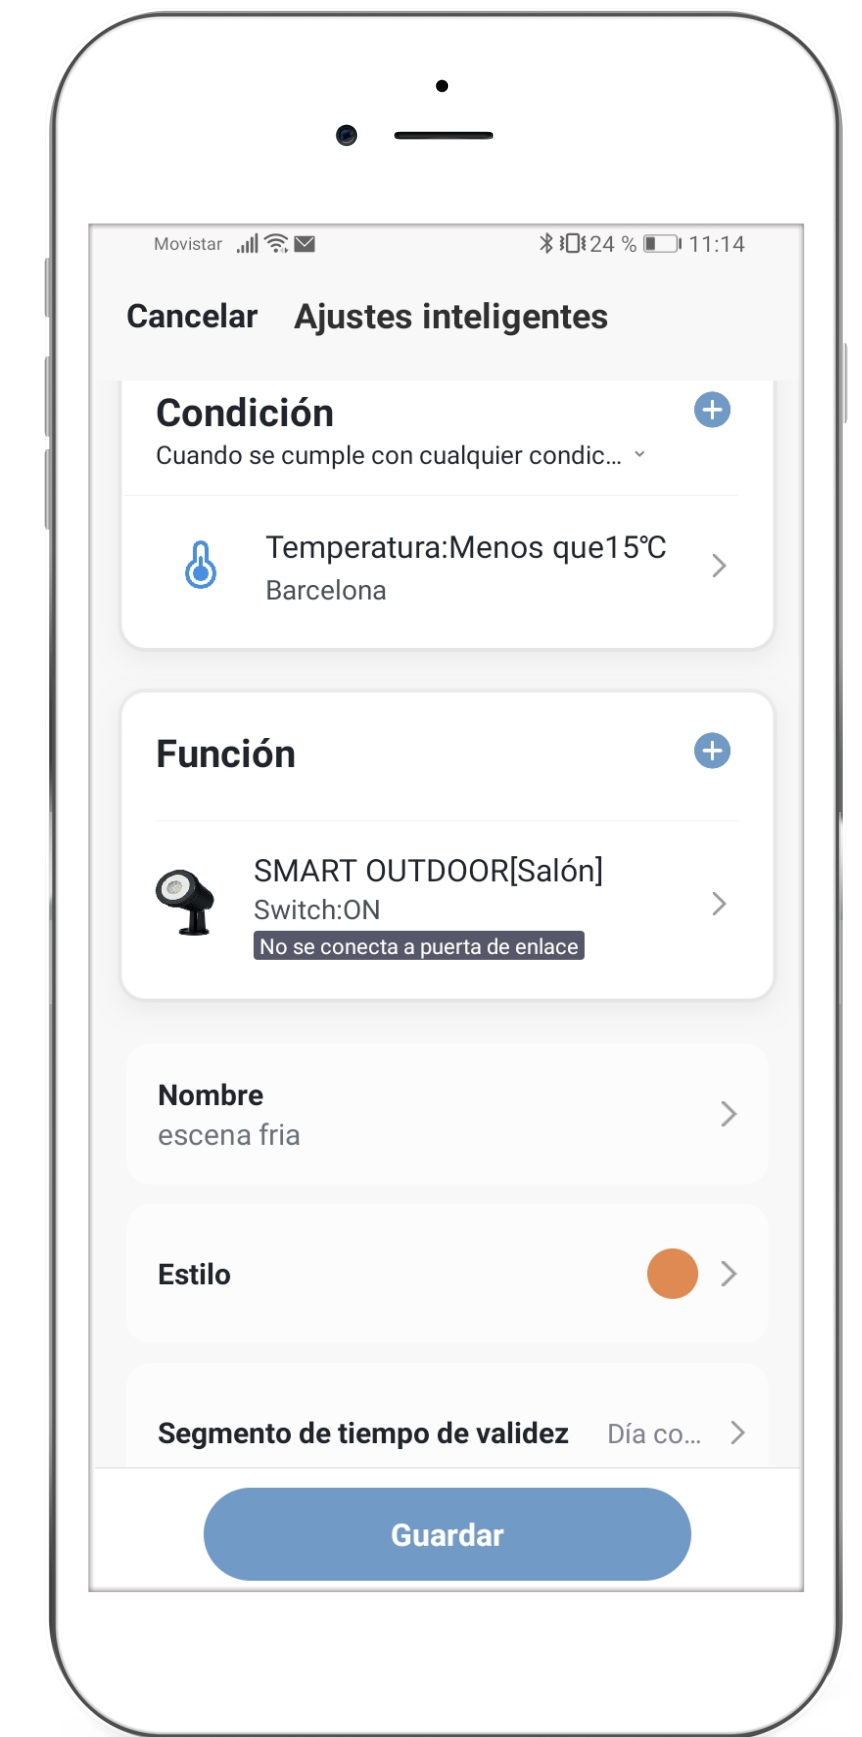 Movistar 24 % 11:14
Cancelar Ajustes inteligentes
Condición
Cuando se cumple con cualquier condic...
Temperatura:Menos que15℃
Barcelona
Función
SMART OUTDOOR[Salón]
Switch:ON
No se conecta a puerta de enlace
Nombre
escena fria
Estilo
Segmento de tiempo de validez Día co...
Guardar